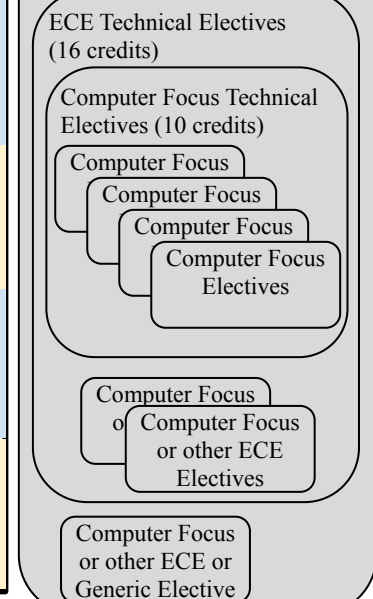 ECE Technical Electives
(16 credits)
Computer Focus Technical
Electives (10 credits)
Computer Focus
Computer Focus
Computer Focus
Computer Focus
Electives
Computer Focus
o
Computer Focus
or other ECE
Electives
Computer Focus
or other ECE or
Generic Elective